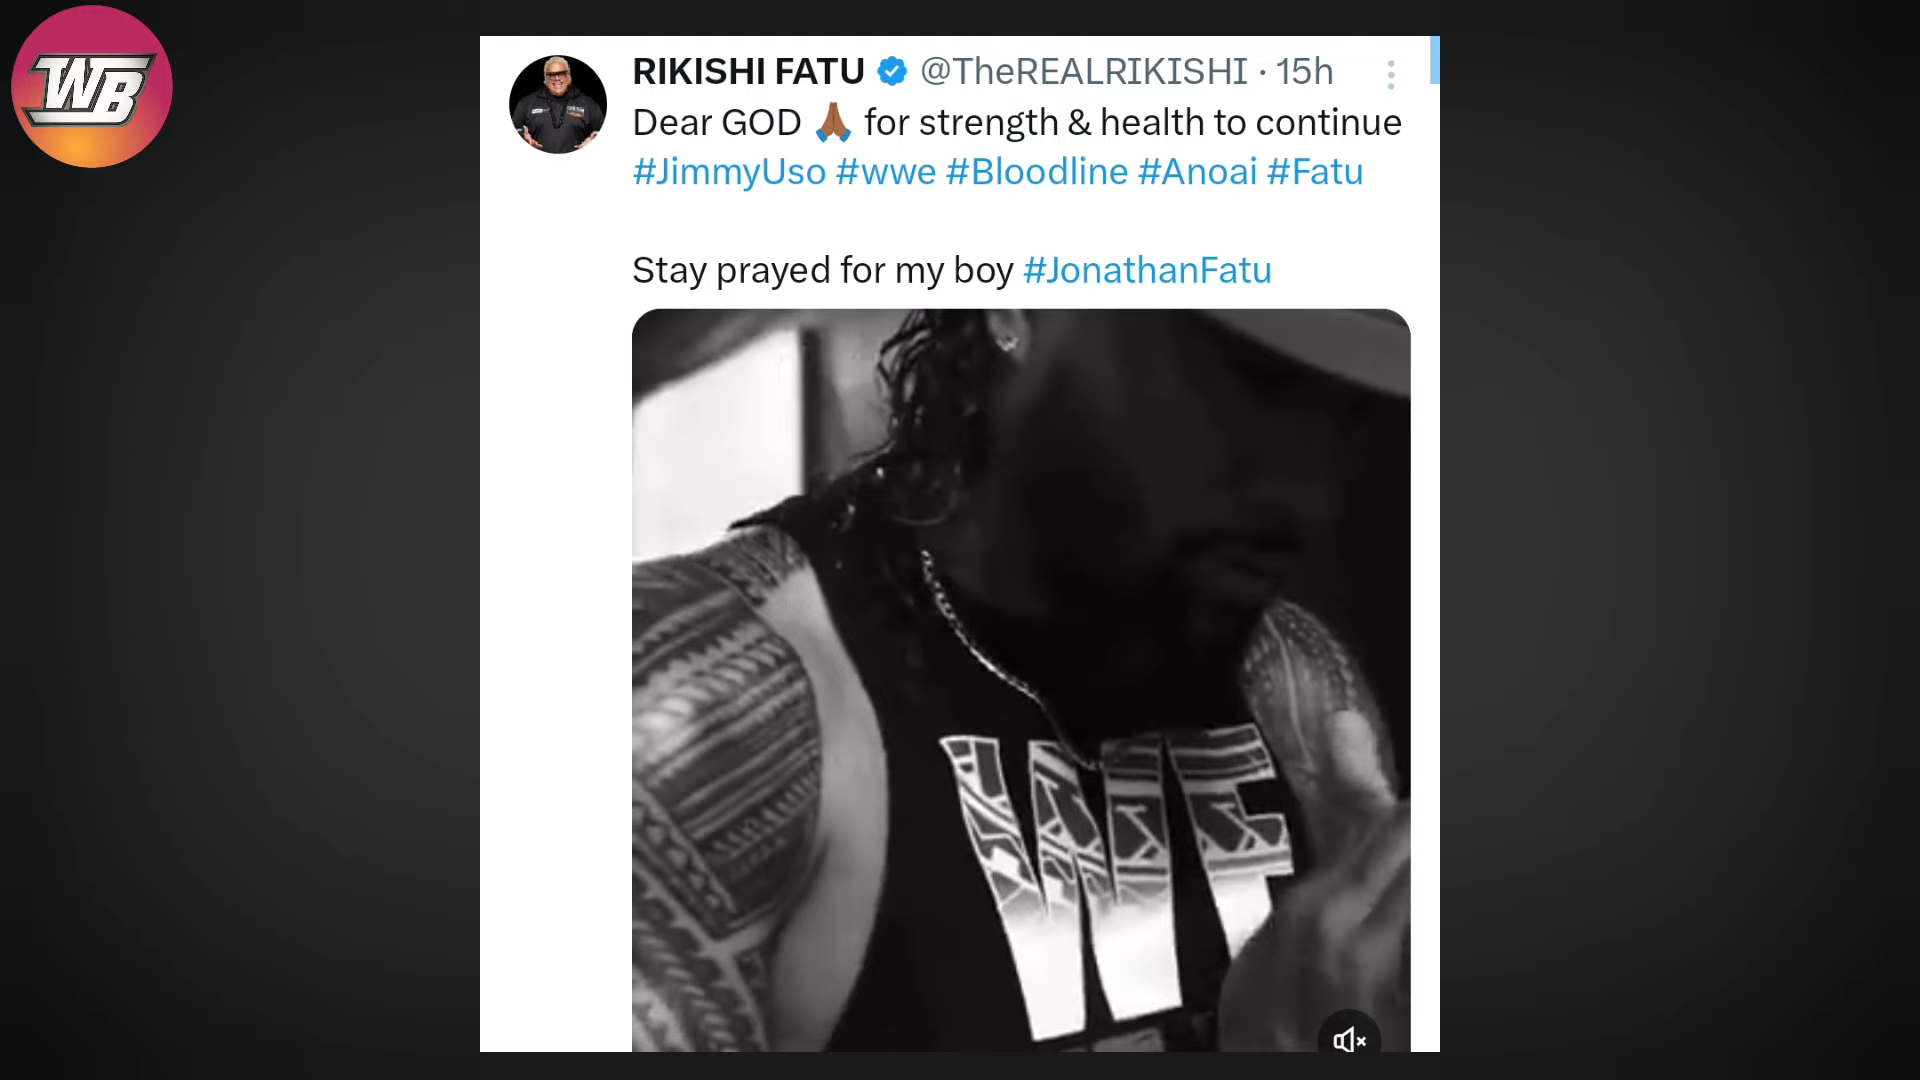 WB
RIKISHI FATU @TheREALRIKISHI · 15h
Dear GOD 🙏🏾 for strength & health to continue
#JimmyUso #wwe #Bloodline #Anoai #Fatu
Stay prayed for my boy #JonathanFatu